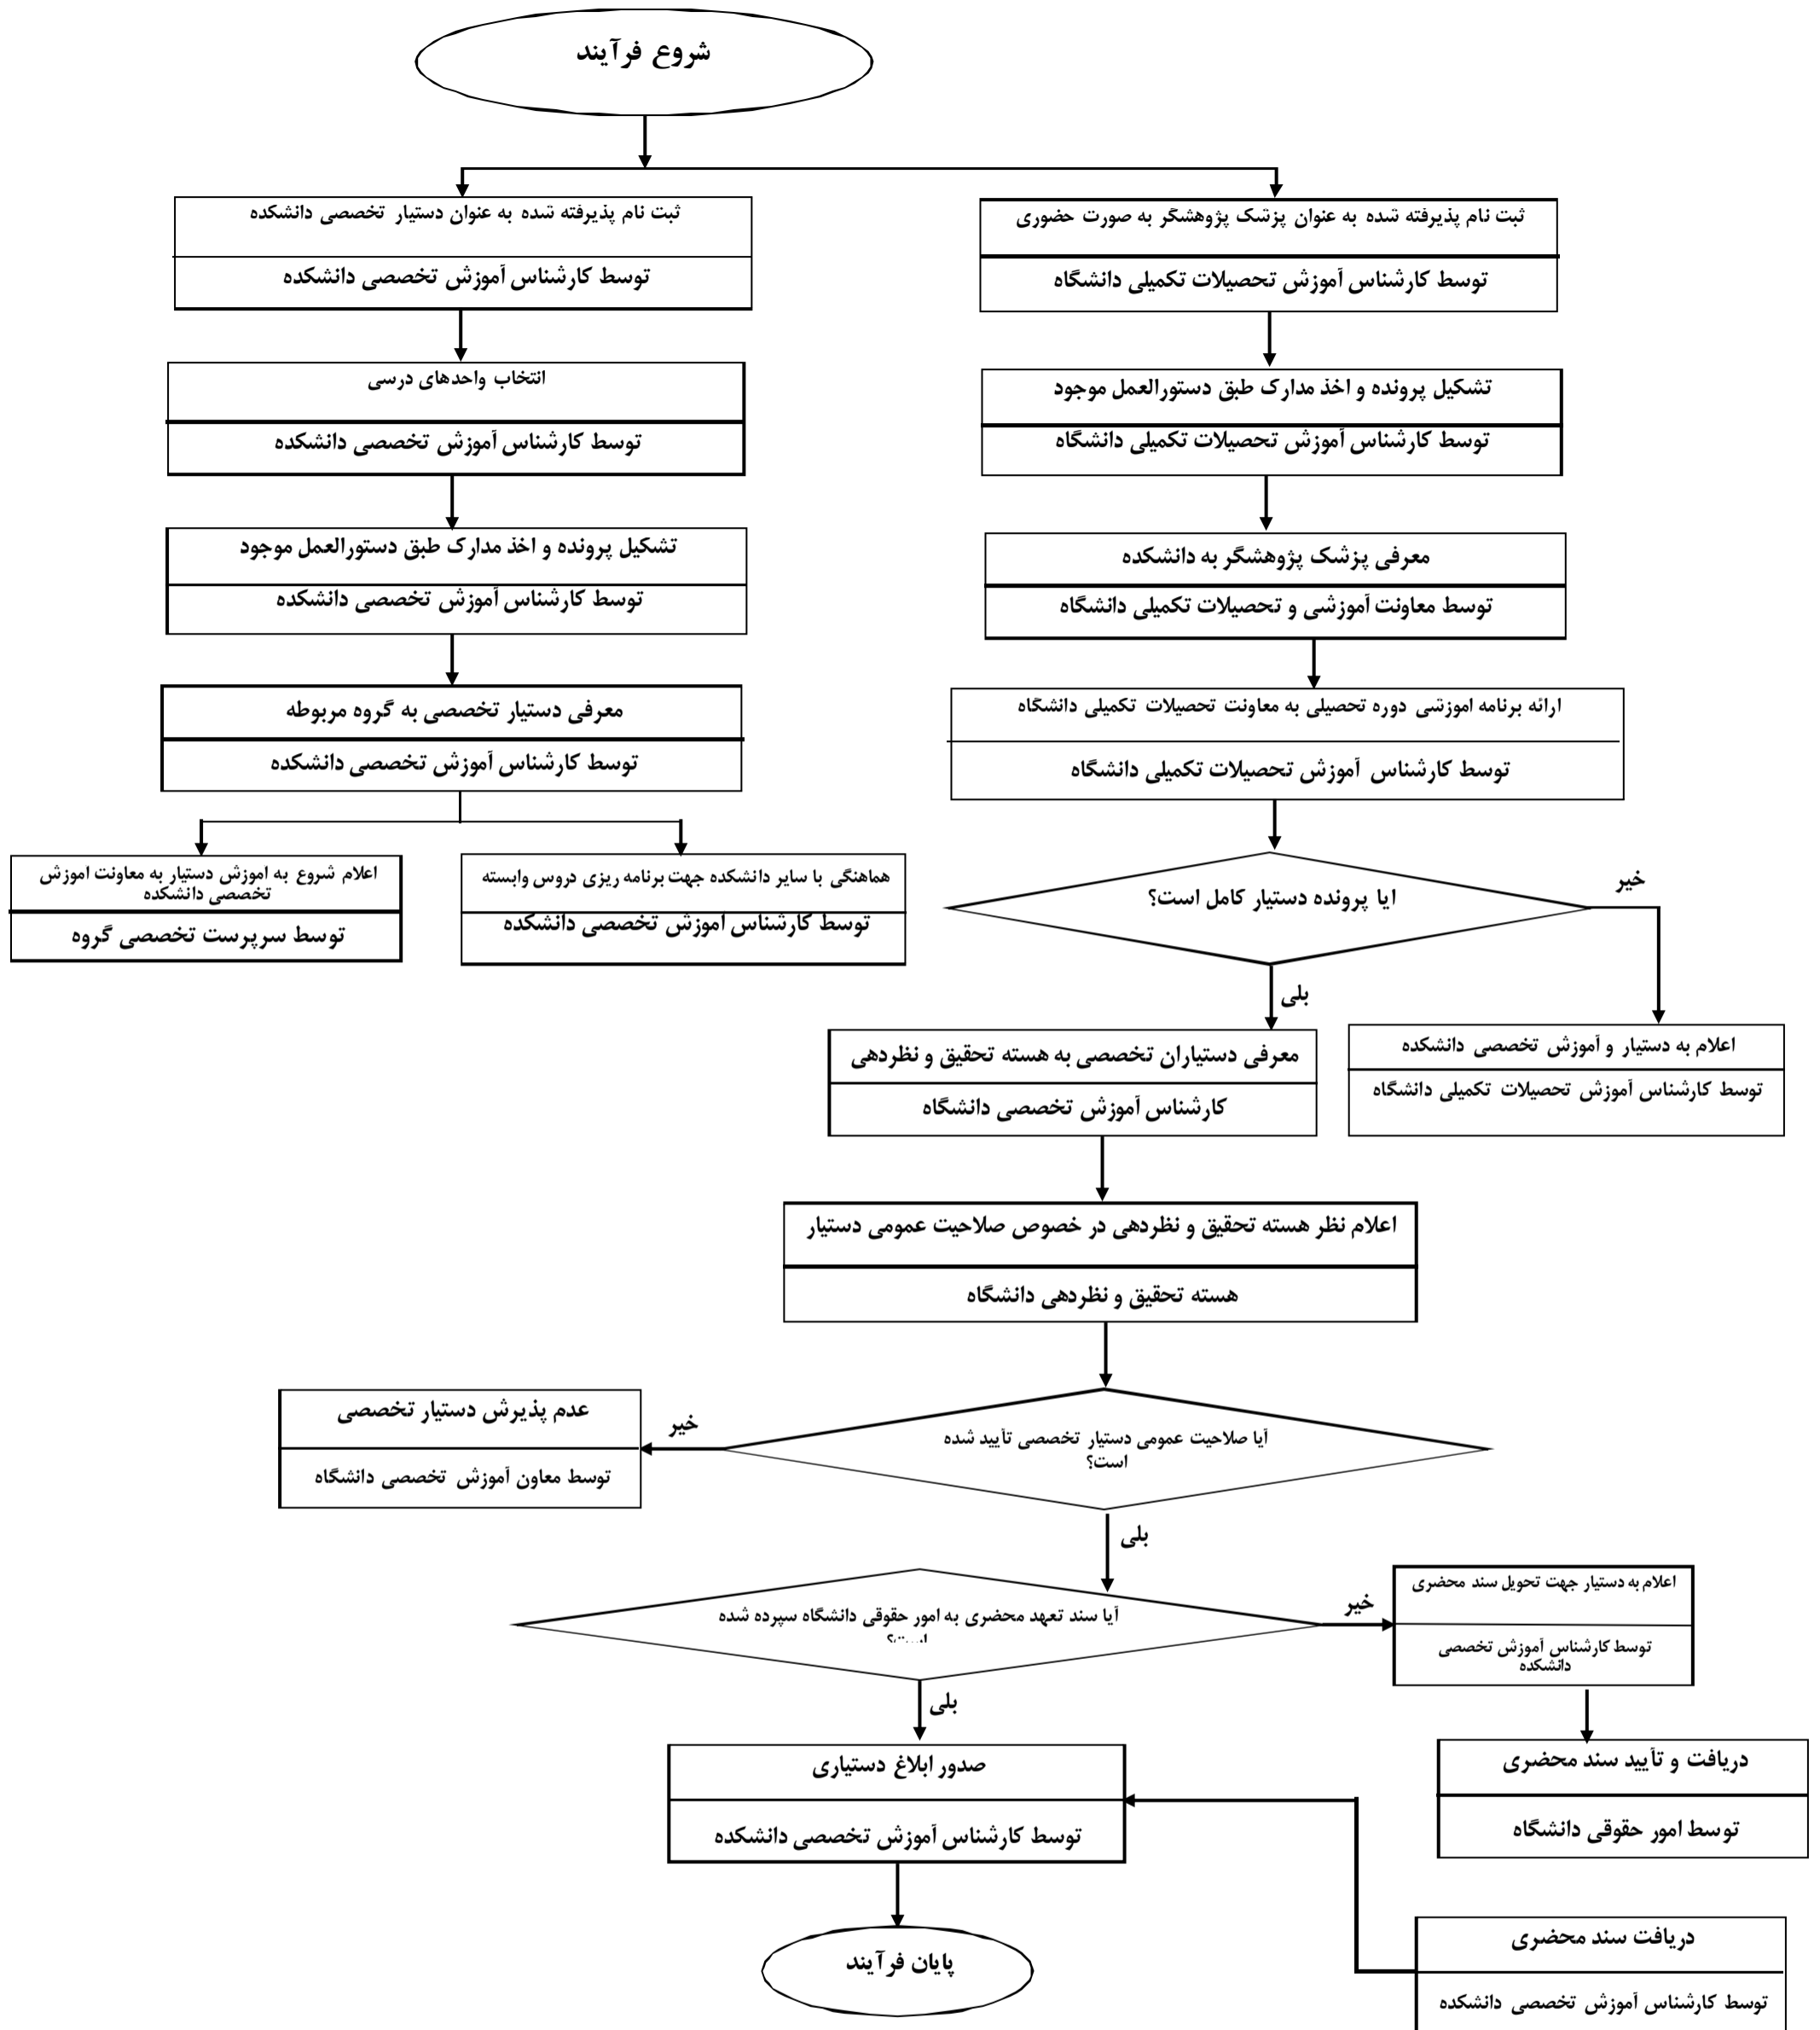 شروع فرآیند
ثبت نام پذیرفته شده به عنوان پزشک پژوهشگر به صورت حضوری
توسط کارشناس آموزش تحصیلات تکمیلی دانشگاه
تشکیل پرونده و اخذ مدارک طبق دستورالعمل موجود
توسط کارشناس آموزش تحصیلات تکمیلی دانشگاه
معرفی پزشک پژوهشگر به دانشکده
توسط معاونت آموزشی و تحصیلات تکمیلی دانشگاه
ارائه برنامه اموزشی دوره تحصیلی به معاونت تحصیلات تکمیلی دانشگاه
توسط کارشناس آموزش تحصیلات تکمیلی دانشگاه
ثبت نام پذیرفته شده به عنوان دستیار تخصصی دانشکده
توسط کارشناس آموزش تخصصی دانشکده
انتخاب واحدهای درسی
توسط کارشناس آموزش تخصصی دانشکده
تشکیل پرونده و اخذ مدارک طبق دستورالعمل موجود
توسط کارشناس آموزش تخصصی دانشکده
معرفی دستیار تخصصی به گروه مربوطه
توسط کارشناس آموزش تخصصی دانشکده
هماهنگی با سایر دانشکده جهت برنامه ریزی دروس وابسته
توسط کارشناس اموزش تخصصی دانشکده
اعلام شروع به اموزش دستیار به معاونت اموزش
تخصصی دانشکده
توسط سرپرست تخصصی گروه
ایا پرونده دستیار کامل است؟
خیر
بلی
اعلام به دستیار و آموزش تخصصی دانشکده
توسط کارشناس آموزش تحصیلات تکمیلی دانشگاه
معرفی دستیاران تخصصی به هسته تحقیق و نظردهی
کارشناس آموزش تخصصی دانشگاه
اعلام نظر هسته تحقیق و نظردهی در خصوص صلاحیت عمومی دستیار
هسته تحقیق و نظردهی دانشگاه
آیا صلاحیت عمومی دستیار تخصصی تأیید شده
است؟
خیر
عدم پذیرش دستیار تخصصی
توسط معاون آموزش تخصصی دانشگاه
بلی
آیا سند تعهد محضری به امور حقوقی دانشگاه سپرده شده
است؟
خیر
اعلام به دستیار جهت تحویل سند محضری
توسط کارشناس آموزش تخصصی
دانشکده
بلی
دریافت و تأیید سند محضری
توسط امور حقوقی دانشگاه
صدور ابلاغ دستیاری
توسط کارشناس آموزش تخصصی دانشکده
دریافت سند محضری
توسط کارشناس آموزش تخصصی دانشکده
پایان فرآیند